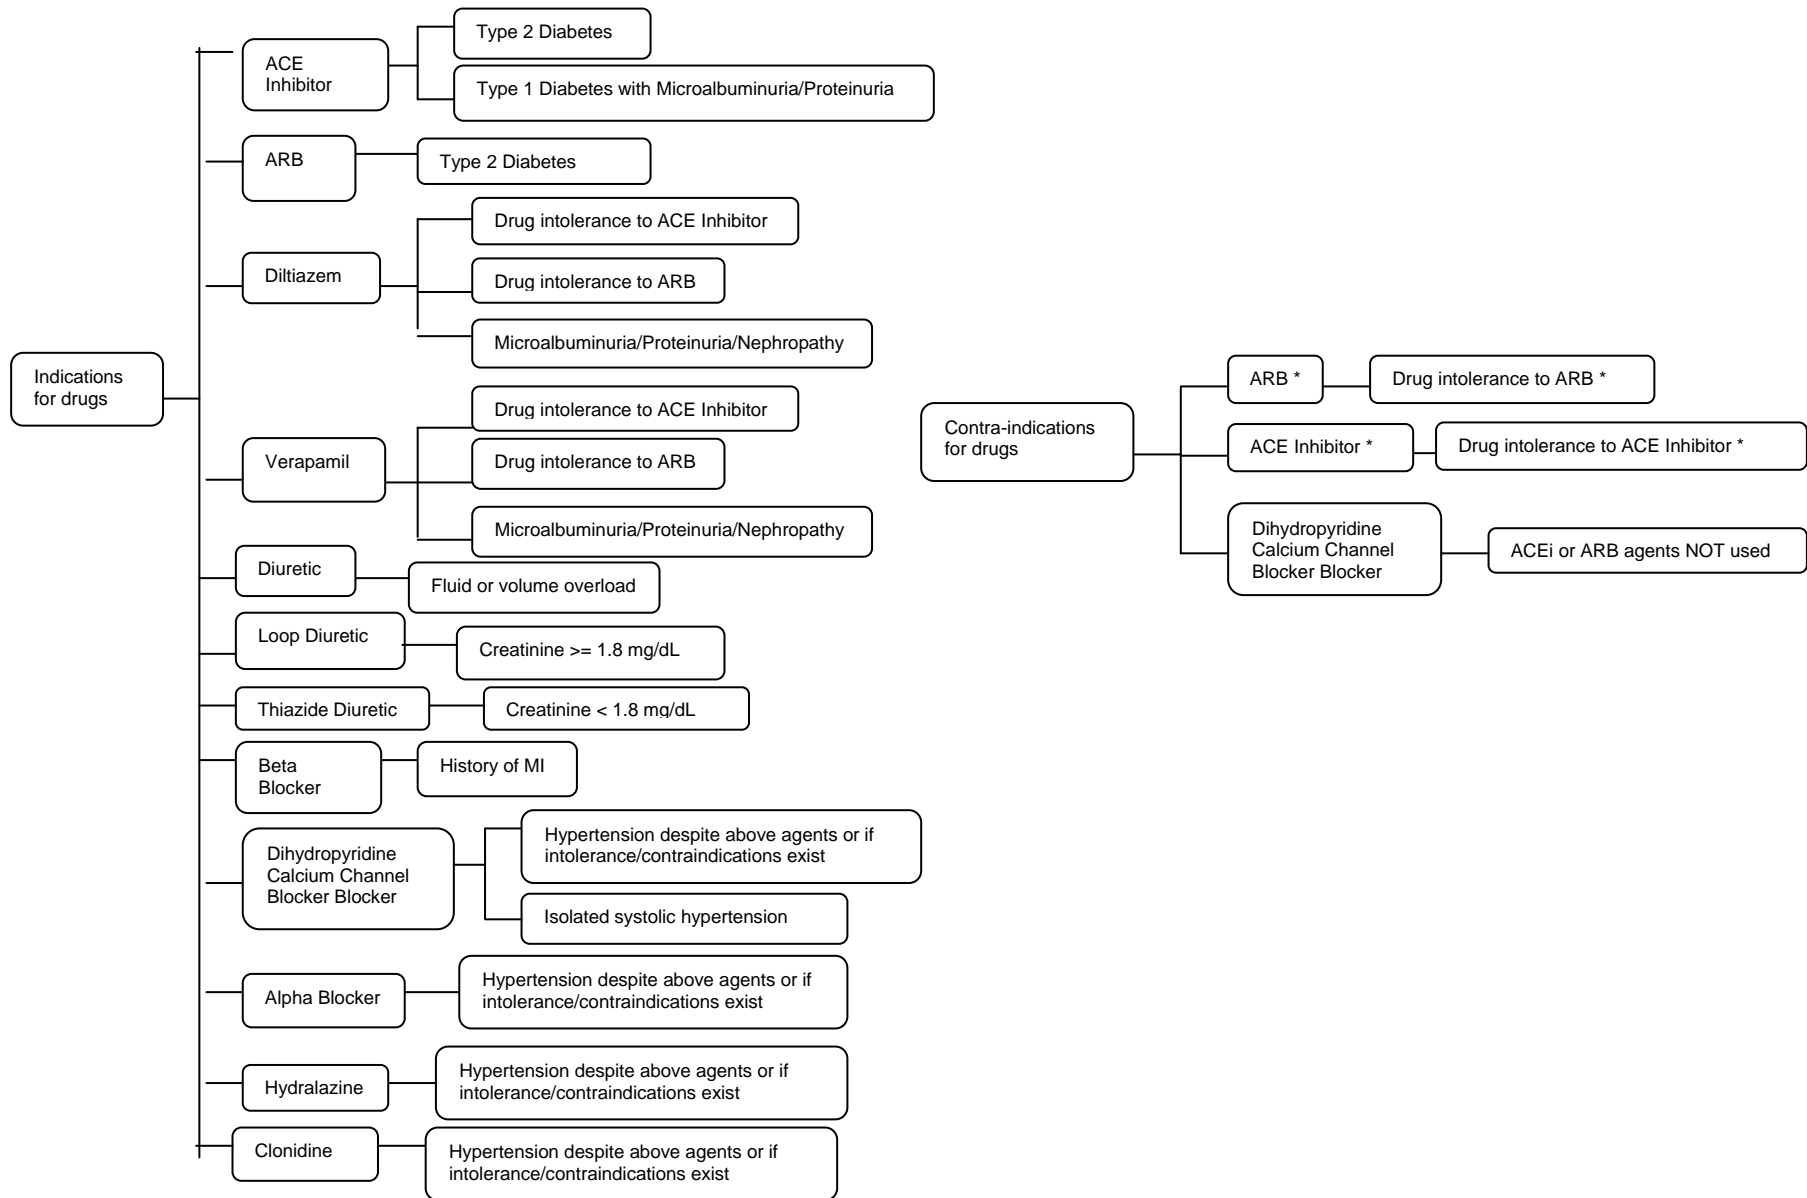 Indications
for drugs
ACE
Inhibitor
Type 2 Diabetes
Type 1 Diabetes with Microalbuminuria/Proteinuria
ARB
Type 2 Diabetes
Diltiazem
Drug intolerance to ACE Inhibitor
Drug intolerance to ARB
Microalbuminuria/Proteinuria/Nephropathy
Verapamil
Drug intolerance to ACE Inhibitor
Drug intolerance to ARB
Microalbuminuria/Proteinuria/Nephropathy
Diuretic
Fluid or volume overload
Loop Diuretic
Creatinine >= 1.8 mg/dL
Thiazide Diuretic
Creatinine < 1.8 mg/dL
Beta
Blocker
History of MI
Dihydropyridine
Calcium Channel
Blocker Blocker
Hypertension despite above agents or if
intolerance/contraindications exist
Isolated systolic hypertension
Alpha Blocker
Hypertension despite above agents or if
intolerance/contraindications exist
Hydralazine
Hypertension despite above agents or if
intolerance/contraindications exist
Clonidine
Hypertension despite above agents or if
intolerance/contraindications exist
Contra-indications
for drugs
ARB *
Drug intolerance to ARB *
ACE Inhibitor *
Drug intolerance to ACE Inhibitor *
Dihydropyridine
Calcium Channel
Blocker Blocker
ACEi or ARB agents NOT used